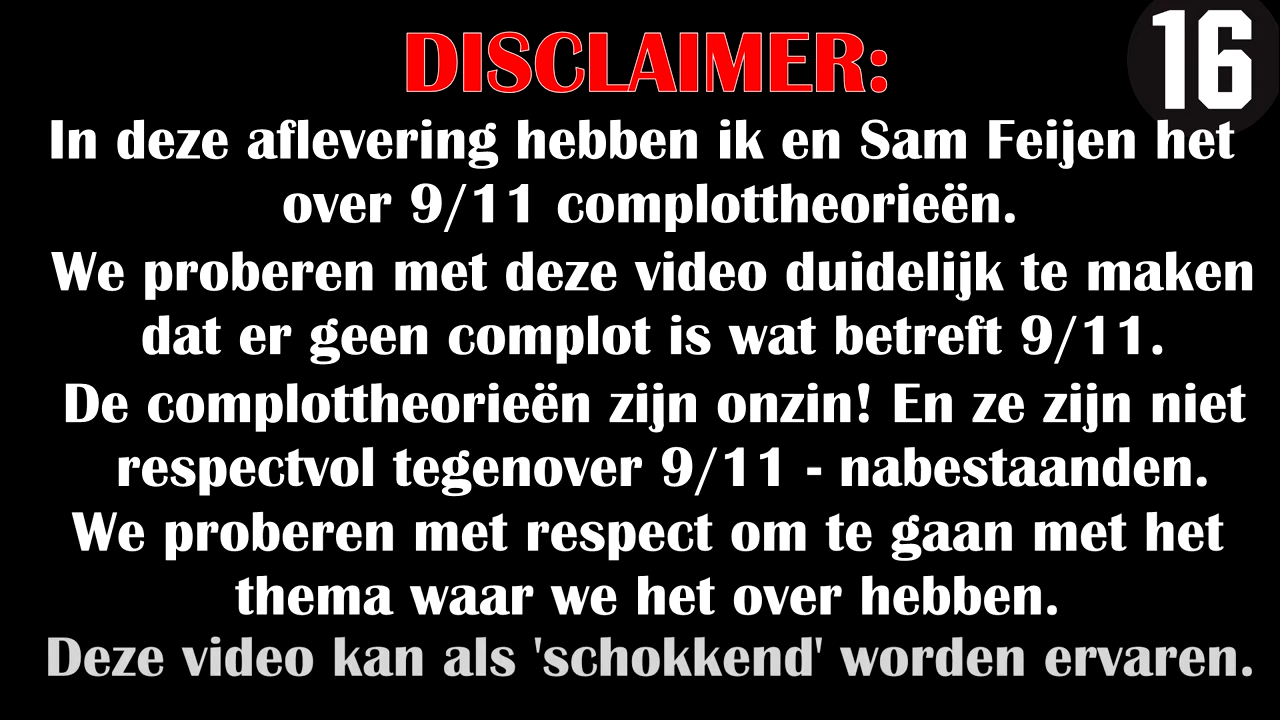 16
DISCLAIMER:
In deze aflevering hebben ik en Sam Feijen het
over 9/11 complottheorieën.
We proberen met deze video duidelijk te maken
dat er geen complot is wat betreft 9/11.
De complottheorieën zijn onzin! En ze zijn niet
respectvol tegenover 9/11 - nabestaanden.
We proberen met respect om te gaan met het
thema waar we het over hebben.
Deze video kan als 'schokkend' worden ervaren.